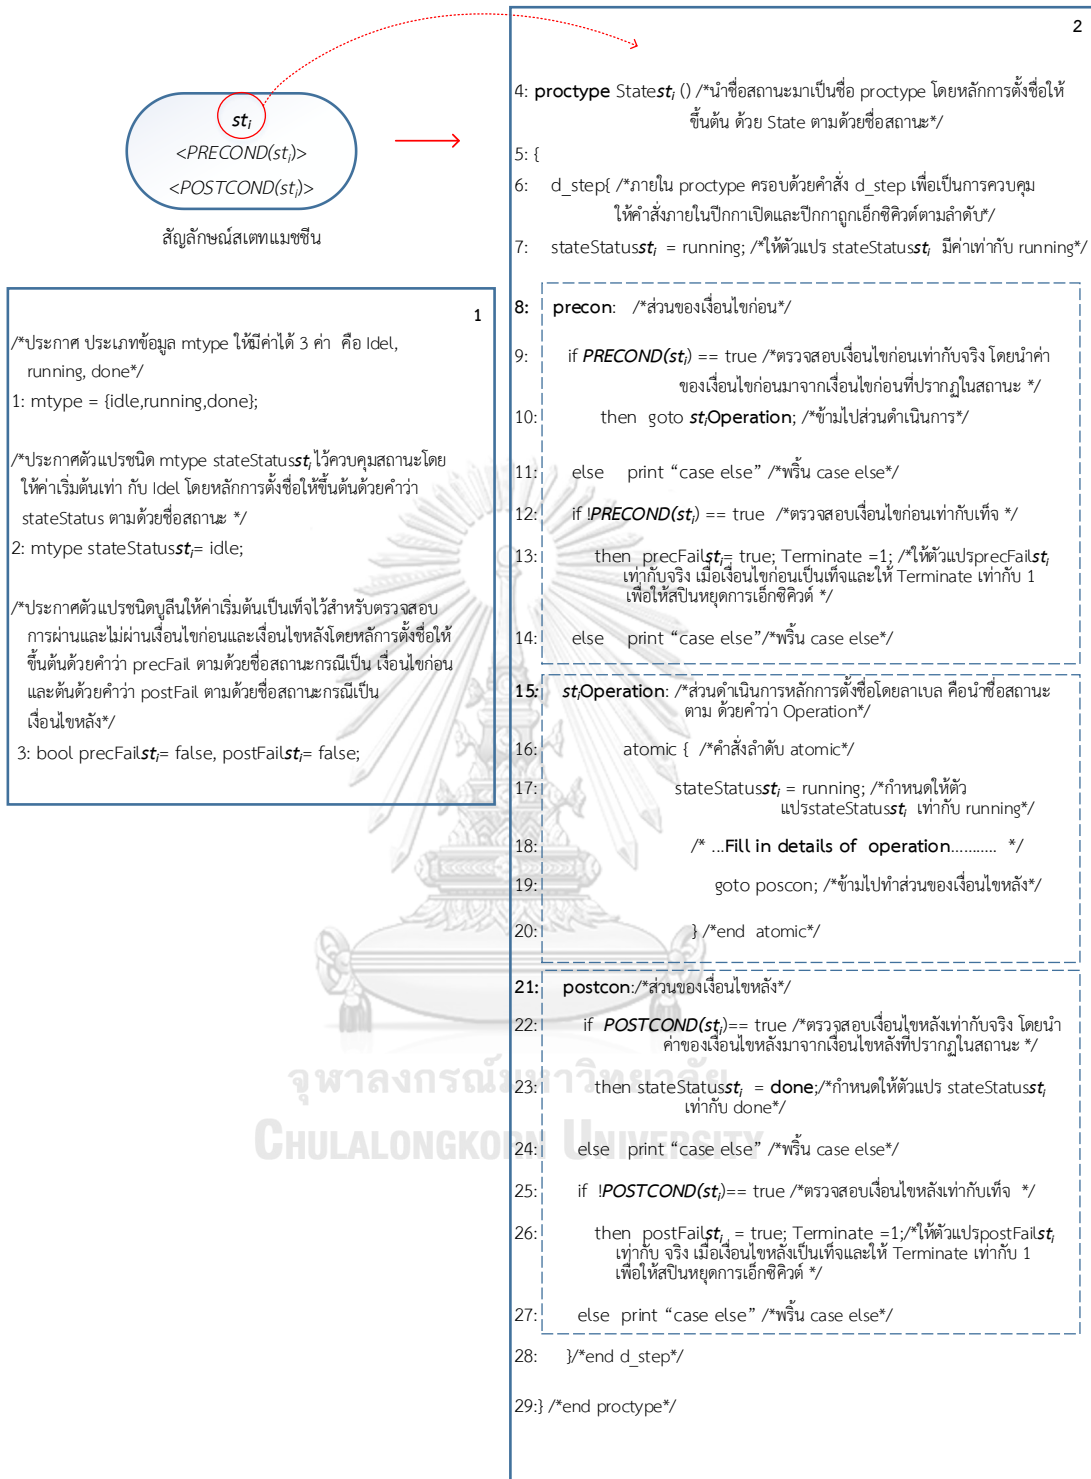 st_i
<PRECOND(st_i)>
<POSTCOND(st_i)>
สัญลักษณ์สเตทแมชชีน
1
/*ประกาศ ประเภทข้อมูล mtype ให้มีค่าได้ 3 ค่า คือ Idel,
running, done*/
1: mtype = {idle,running,done};
/*ประกาศตัวแปรชนิด mtype stateStatusst_i ไว้ควบคุมสถานะโดย
ให้ค่าเริ่มต้นเท่า กับ Idel โดยหลักการตั้งชื่อให้ขึ้นต้นด้วยคำว่า
stateStatus ตามด้วยชื่อสถานะ */
2: mtype stateStatusst_i= idle;
/*ประกาศตัวแปรชนิดบูลีนให้ค่าเริ่มต้นเป็นเท็จไว้สำหรับตรวจสอบ
การผ่านและไม่ผ่านเงื่อนไขก่อนและเงื่อนไขหลังโดยหลักการตั้งชื่อให้
ขึ้นต้นด้วยคำว่า precFail ตามด้วยชื่อสถานะกรณีเป็น เงื่อนไขก่อน
และต้นด้วยคำว่า postFail ตามด้วยชื่อสถานะกรณีเป็น
เงื่อนไขหลัง*/
3: bool precFailst_i= false, postFailst_i= false;
2
4: proctype Statest_i () /*นำชื่อสถานะมาเป็นชื่อ proctype โดยหลักการตั้งชื่อให้
ขึ้นต้น ด้วย State ตามด้วยชื่อสถานะ*/
5: {
6: d_step{ /*ภายใน proctype ครอบด้วยคำสั่ง d_step เพื่อเป็นการควบคุม
ให้คำสั่งภายในปีกกาเปิดและปีกกาถูกเอ็กซิคิวต์ตามลำดับ*/
7: stateStatusst_i = running; /*ให้ตัวแปร stateStatusst_i มีค่าเท่ากับ running*/
8: precon: /*ส่วนของเงื่อนไขก่อน*/
9: if PRECOND(st_i) == true /*ตรวจสอบเงื่อนไขก่อนเท่ากับจริง โดยนำค่า
ของเงื่อนไขก่อนมาจากเงื่อนไขก่อนที่ปรากฏในสถานะ */
10: then goto st_iOperation; /*ข้ามไปส่วนดำเนินการ*/
11: else print “case else” /*พริ้น case else*/
12: if !PRECOND(st_i) == true /*ตรวจสอบเงื่อนไขก่อนเท่ากับเท็จ */
13: then precFailst_i= true; Terminate =1; /*ให้ตัวแปรprecFailst_i
เท่ากับจริง เมื่อเงื่อนไขก่อนเป็นเท็จและให้ Terminate เท่ากับ 1
เพื่อให้สปินหยุดการเอ็กซิคิวต์ */
14: else print “case else”/*พริ้น case else*/
15: st_iOperation: /*ส่วนดำเนินการหลักการตั้งชื่อโดยลาเบล คือนำชื่อสถานะ
ตาม ด้วยคำว่า Operation*/
16: atomic { /*คำสั่งลำดับ atomic*/
17: stateStatusst_i = running; /*กำหนดให้ตัว
แปรstateStatusst_i เท่ากับ running*/
18: /* ...Fill in details of operation........... */
19: goto poscon; /*ข้ามไปทำส่วนของเงื่อนไขหลัง*/
20: } /*end atomic*/
21: postcon:/*ส่วนของเงื่อนไขหลัง*/
22: if POSTCOND(st_i)== true /*ตรวจสอบเงื่อนไขหลังเท่ากับจริง โดยนำ
ค่าของเงื่อนไขหลังมาจากเงื่อนไขหลังที่ปรากฏในสถานะ */
จุฬาลงกรณ์มหาวิทยาลัย
23: then stateStatusst_i = done;/*กำหนดให้ตัวแปร stateStatusst_i
เท่ากับ done*/
CHULALONGKORN UNIVERSITY
24: else print “case else” /*พริ้น case else*/
25: if !POSTCOND(st_i)== true /*ตรวจสอบเงื่อนไขหลังเท่ากับเท็จ */
26: then postFailst_i = true; Terminate =1;/*ให้ตัวแปรpostFailst_i
เท่ากับ จริง เมื่อเงื่อนไขหลังเป็นเท็จและให้ Terminate เท่ากับ 1
เพื่อให้สปินหยุดการเอ็กซิคิวต์ */
27: else print “case else” /*พริ้น case else*/
28: }/*end d_step*/
29:} /*end proctype*/